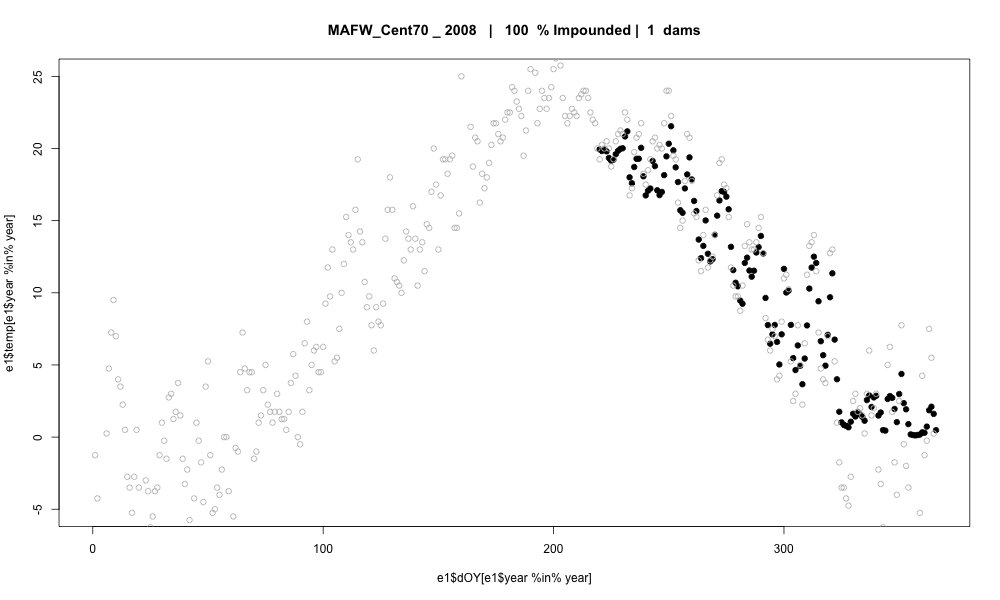 MAFW_Cent70 _ 2008 | 100 % Impounded | 1 dams
25
20
15
10
5
0
-5
e1$temp[e1$year %in% year]
0 100 200 300
e1$dOY[e1$year %in% year]